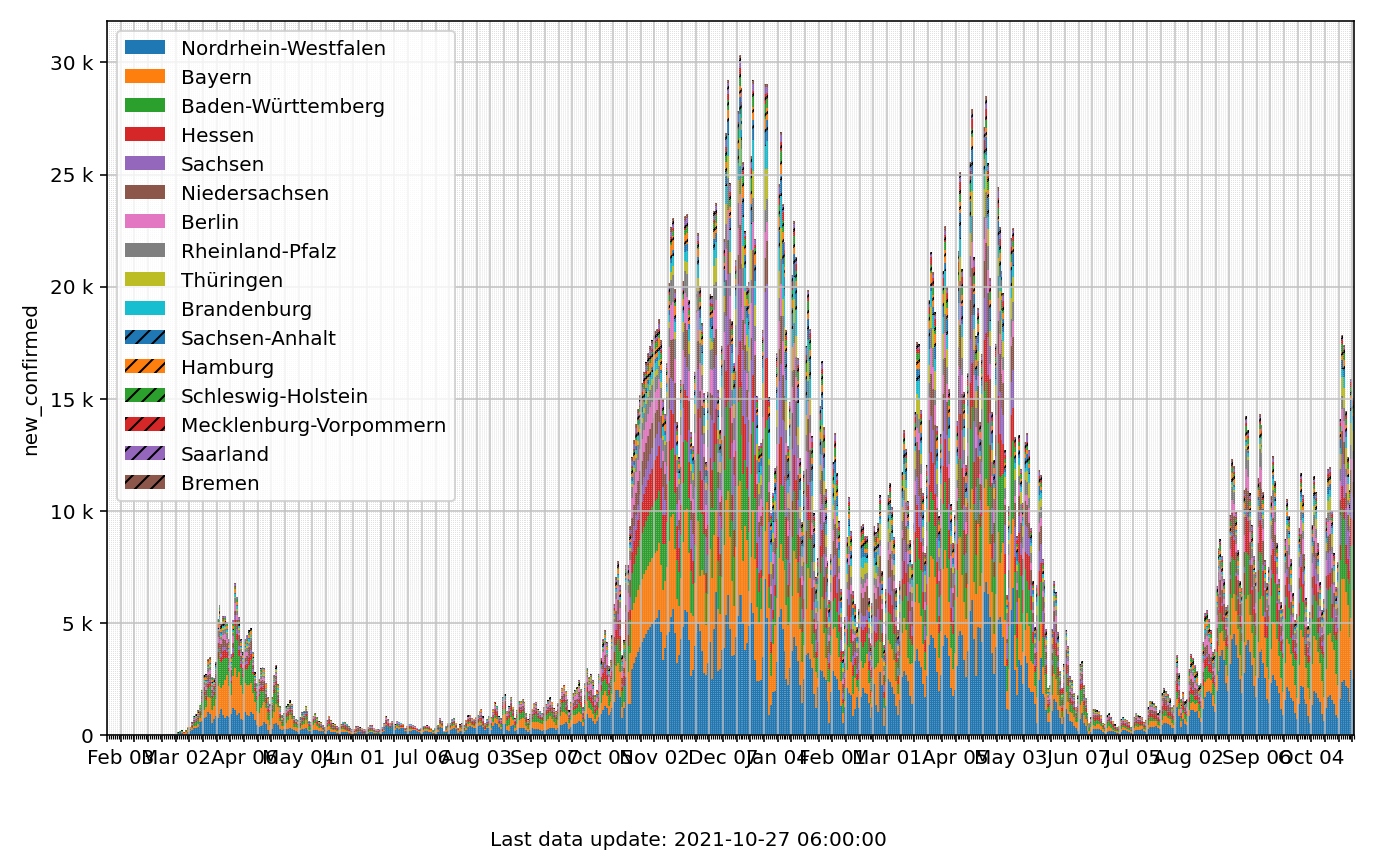 30 k
25 k
20 k
15 k
10 k
5 k
0
new_confirmed
Nordrhein-Westfalen
Bayern
Baden-Württemberg
Hessen
Sachsen
Niedersachsen
Berlin
Rheinland-Pfalz
Thüringen
Brandenburg
Sachsen-Anhalt
Hamburg
Schleswig-Holstein
Mecklenburg-Vorpommern
Saarland
Bremen
Feb 03 Mar 02 Apr 06 May 04 Jun 01 Jul 06 Aug 03 Sep 07 Oct 05 Nov 02 Dec 07 Jan 04 Feb 01 Mar 01 Apr 05 May 03 Jun 07 Jul 05 Aug 02 Sep 06 Oct 04
Last data update: 2021-10-27 06:00:00